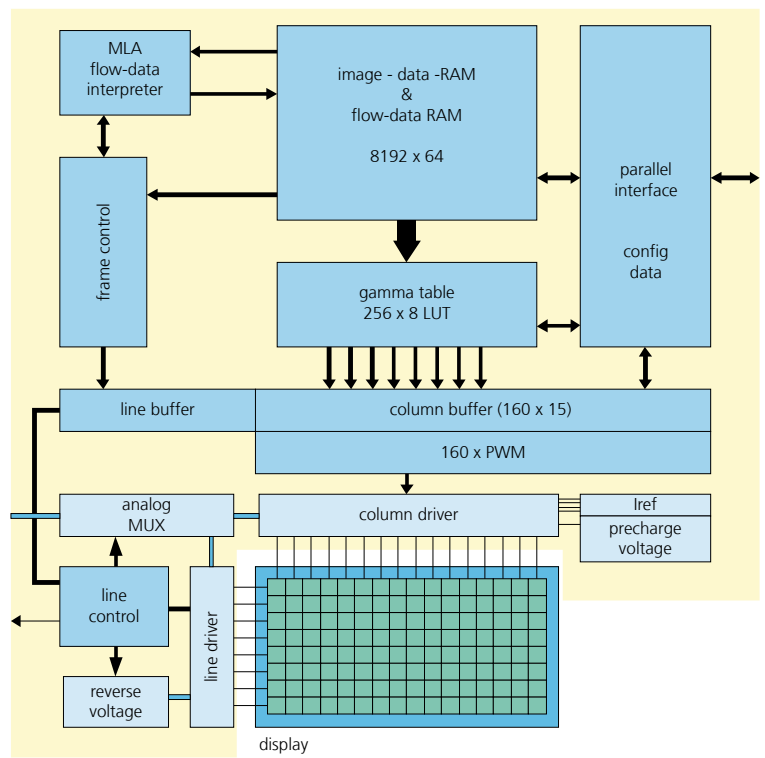 MLA
flow-data
interpreter
image - data -RAM
&
flow-data RAM
8192 x 64
parallel
interface
config
data
frame control
gamma table
256 x 8 LUT
line buffer
column buffer (160 x 15)
160 x PWM
analog
MUX
column driver
Iref
precharge
voltage
line
control
line driver
reverse
voltage
display